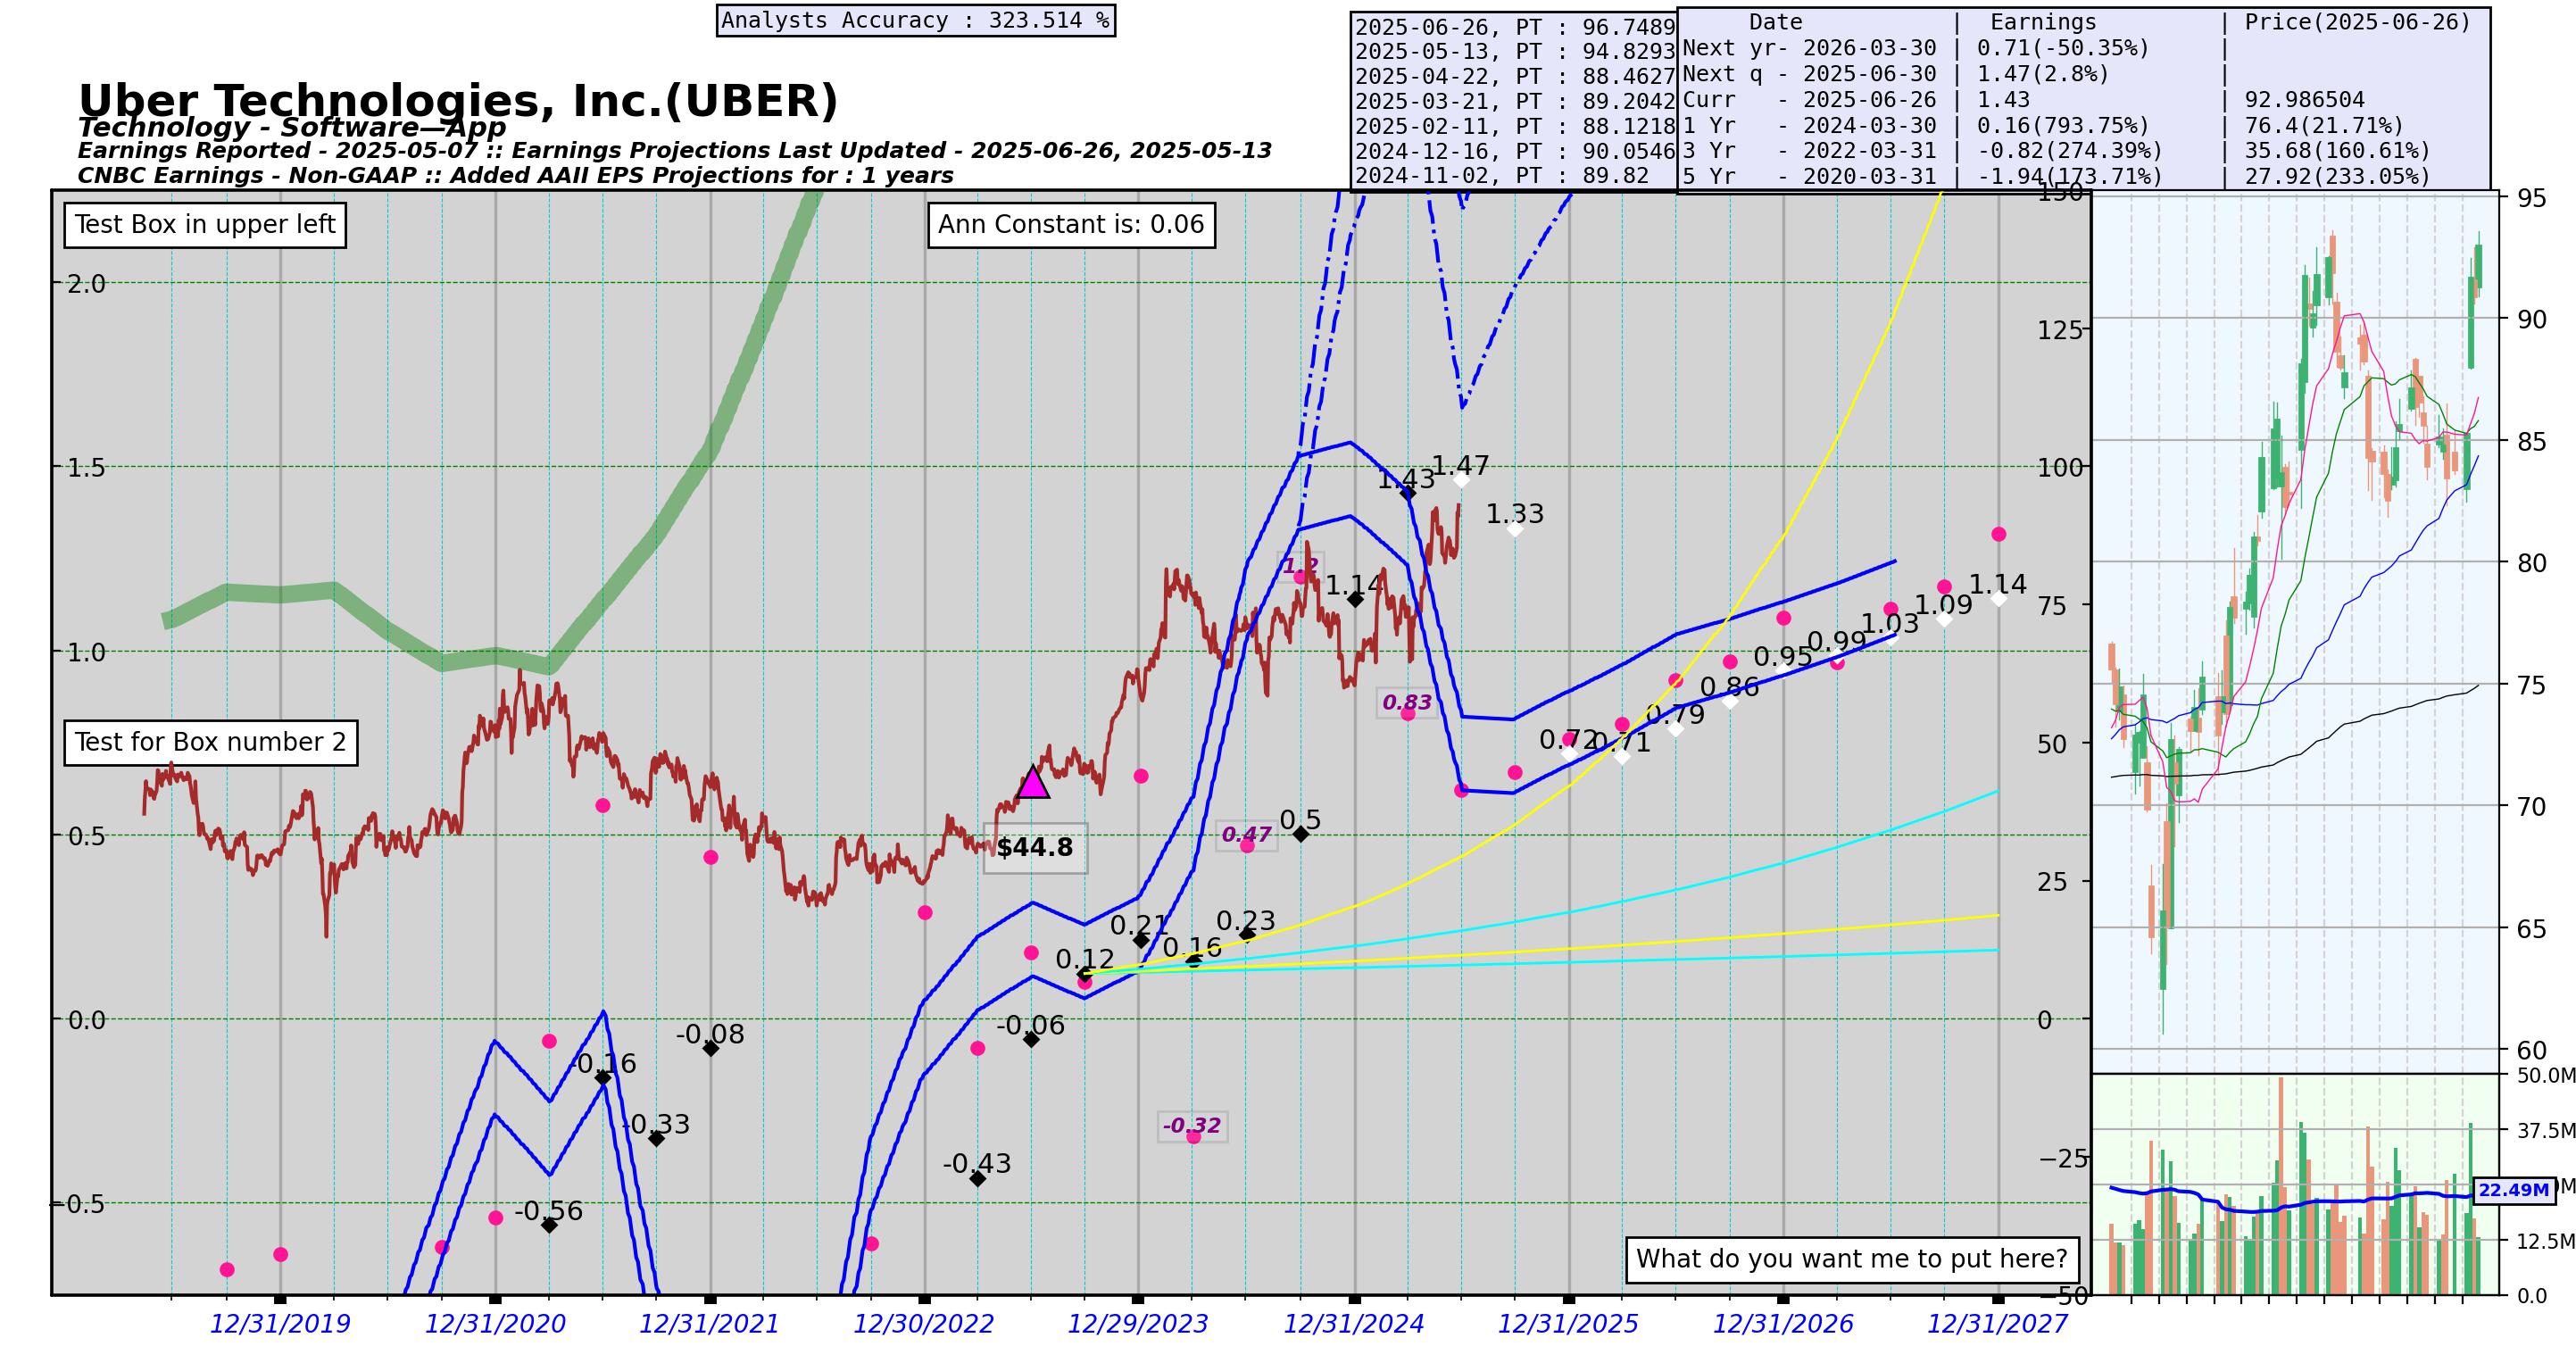 Analysts Accuracy : 323.514 %
2025-06-26, PT : 96.7489
2025-05-13, PT : 94.8293
2025-04-22, PT : 88.4627
2025-03-21, PT : 89.2042
2025-02-11, PT : 88.1218
2024-12-16, PT : 90.0546
2024-11-02, PT : 89.82
Date | Earnings | Price(2025-06-26)
Next yr- 2026-03-30 | 0.71(-50.35%) |
Next q - 2025-06-30 | 1.47(2.8%) |
Curr - 2025-06-26 | 1.43 | 92.986504
1 Yr - 2024-03-30 | 0.16(793.75%) | 76.4(21.71%)
3 Yr - 2022-03-31 | -0.82(274.39%) | 35.68(160.61%)
5 Yr - 2020-03-31 | -1.94(173.71%) | 27.92(233.05%)
Uber Technologies, Inc.(UBER)
Technology - Software—App
Earnings Reported - 2025-05-07 :: Earnings Projections Last Updated - 2025-06-26, 2025-05-13
CNBC Earnings - Non-GAAP :: Added AAII EPS Projections for : 1 years
Test Box in upper left
Ann Constant is: 0.06
Test for Box number 2
What do you want me to put here?
2.0
1.5
1.0
0.5
0.0
−0.5
150
125
100
75
50
25
0
−25
−50
95
90
85
80
75
70
65
60
50.0M
37.5M
22.49M
12.5M
0.0
1.47
1.43
1.33
1.2
1.14
0.83
1.14
1.09
1.03
0.99
0.95
0.86
0.79
0.72
0.71
0.5
0.47
$44.8
0.23
0.21
0.16
0.12
-0.06
-0.08
-0.16
-0.33
-0.32
-0.43
-0.56
12/31/2019
12/31/2020
12/31/2021
12/30/2022
12/29/2023
12/31/2024
12/31/2025
12/31/2026
12/31/2027